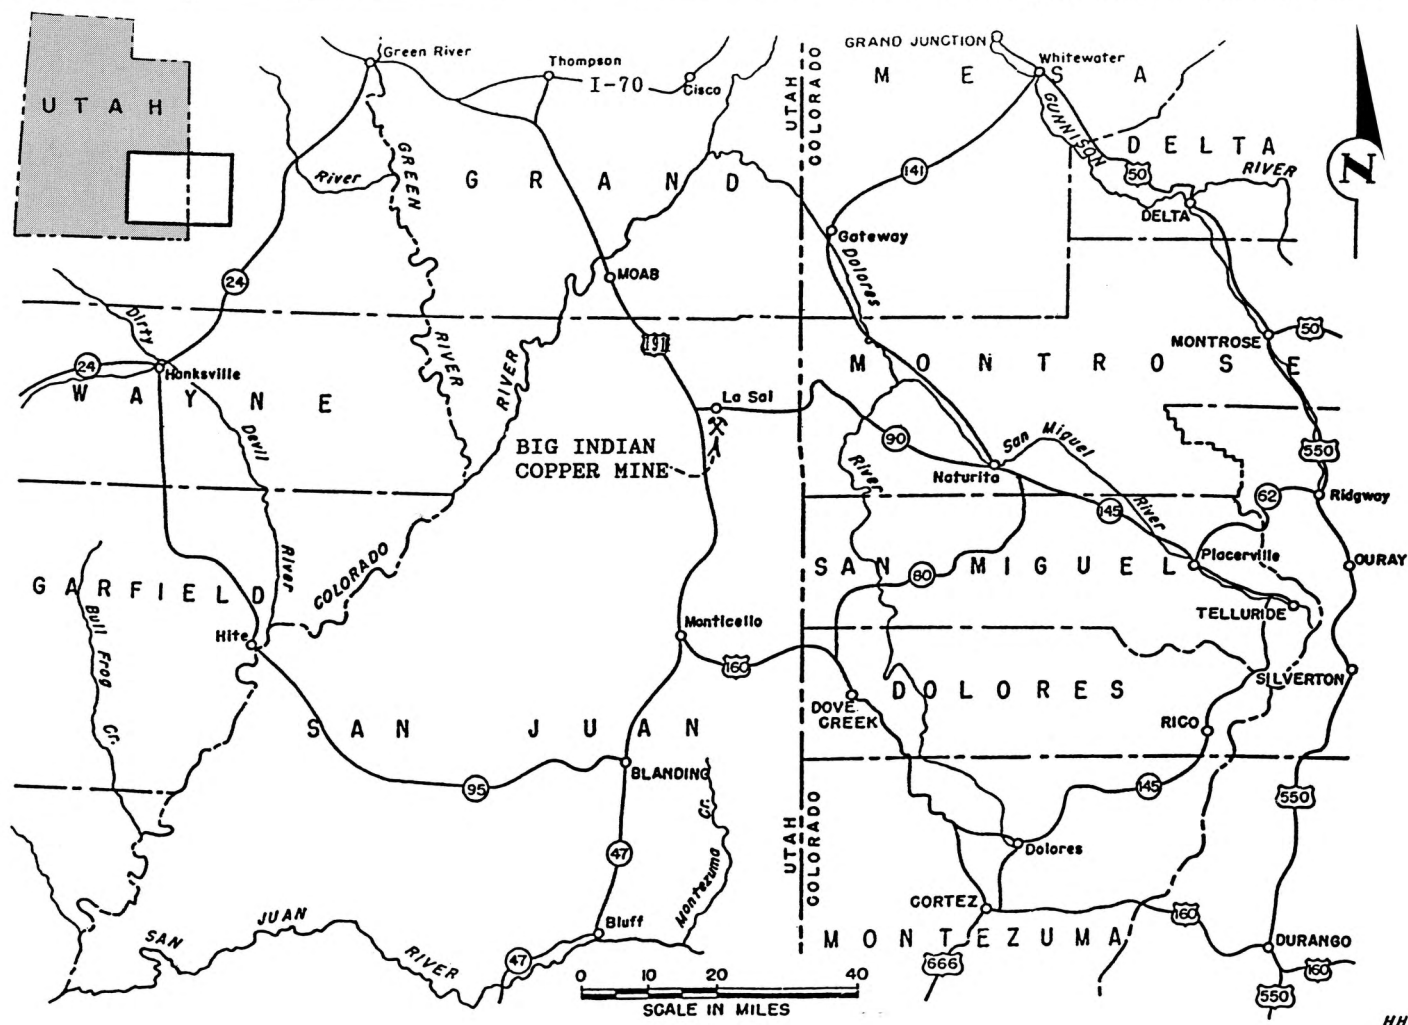 UTAH
Green River
Thompson
I-70
Cisco
UTAH
COLORADO
GRAND JUNCTION
Whitewater
MESA
GUNNISON
DELTA
RIVER
50
DELTA
N
River
GREEN
RIVER
GRAND
141
Gateway
Dolores
MOAB
24
Dirty
24
Hanksville
WAYNE
Devil
River
191
RIVER
La Sal
BIG INDIAN
COPPER MINE
MONTROSE
50
MONTROSE
90
San Miguel
River
Naturita
River
550
62
Ridgway
145
Placerville
OURAY
COLORADO
GARFIELD
Bull Frog
Cr.
Hite
SAN MIGUEL
80
TELLURIDE
Monticello
160
SILVERTON
DOVE
CREEK
DOLORES
RICO
SAN JUAN
BLANDING
95
145
550
47
Montezuma
Cr.
UTAH
COLORADO
Dolores
CORTEZ
160
Bluff
SAN
JUAN
RIVER
47
MONTEZUMA
666
DURANGO
160
550
0 10 20 40
SCALE IN MILES
HH